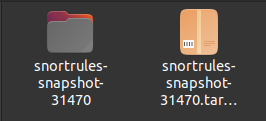 snortrules-
snapshot-
31470
snortrules-
snapshot-
31470.tar...